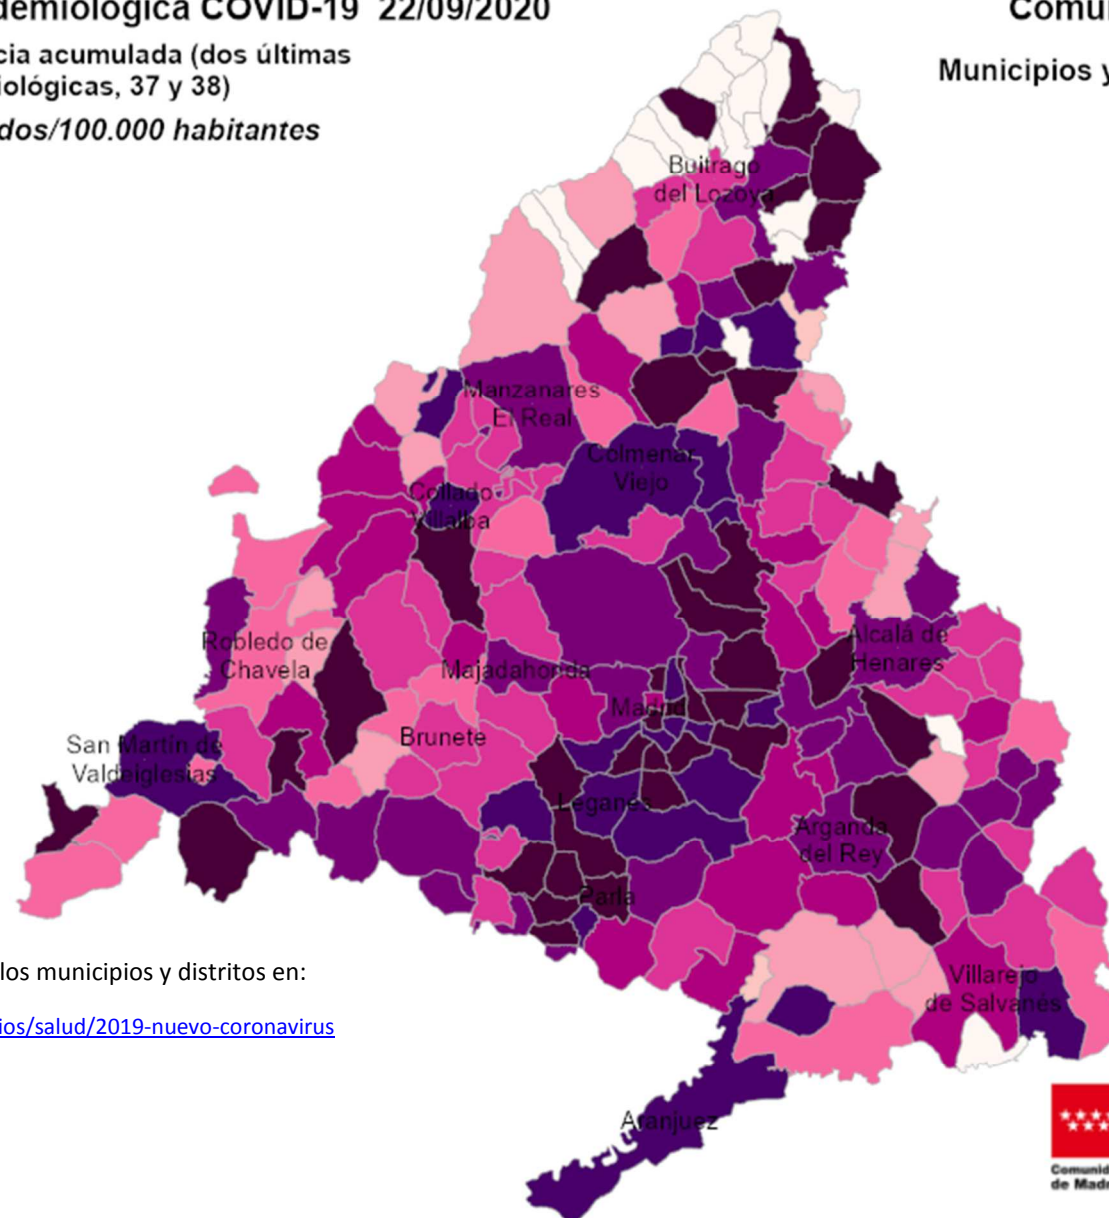 demiológica COVID-19 22/09/2020
Comu
cia acumulada (dos últimas
iológicas, 37 y 38)
Municipios y
dos/100.000 habitantes
Buitrago
del Lozoya
Manzanares
El Real
Colmenar
Viejo
Collado
Villalba
Robledo de
Chavela
Majadahonda
Alcalá de
Henares
Madrid
Brunete
San Martín de
Valdeiglesias
Leganés
Arganda
del Rey
Parla
los municipios y distritos en:
Villarejo
de Salvanés
ios/salud/2019-nuevo-coronavirus
Aranjuez
Comunid
de Madr